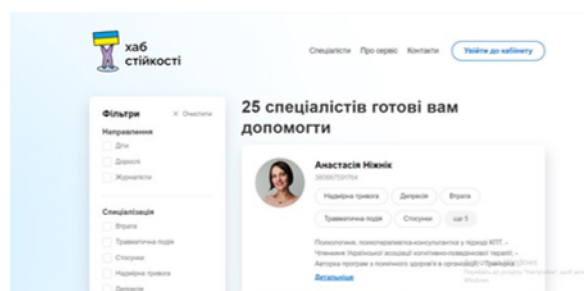 хаб
стійкості
Спеціалісти Про сервіс Контакти Увійти до кабінету
Фільтри × Очистити
Направлення
Діти
Дорослі
Журналісти
Спеціалізація
Втрата
Травматична подія
Стосунки
Надмірна тривога
Депресія
25 спеціалістів готові вам
допомогти
Анастасія Ніжнік
Надмірна тривога Депресія Втрата
Травматична подія Стосунки ще 5
Психологиня, психотерапевтка-консультантка у підході КПТ. -
Членкиня Української асоціації когнітивно-поведінкової терапії; -
Авторка програм з психічного здоров'я в організації; - Тренерка
Детальніше